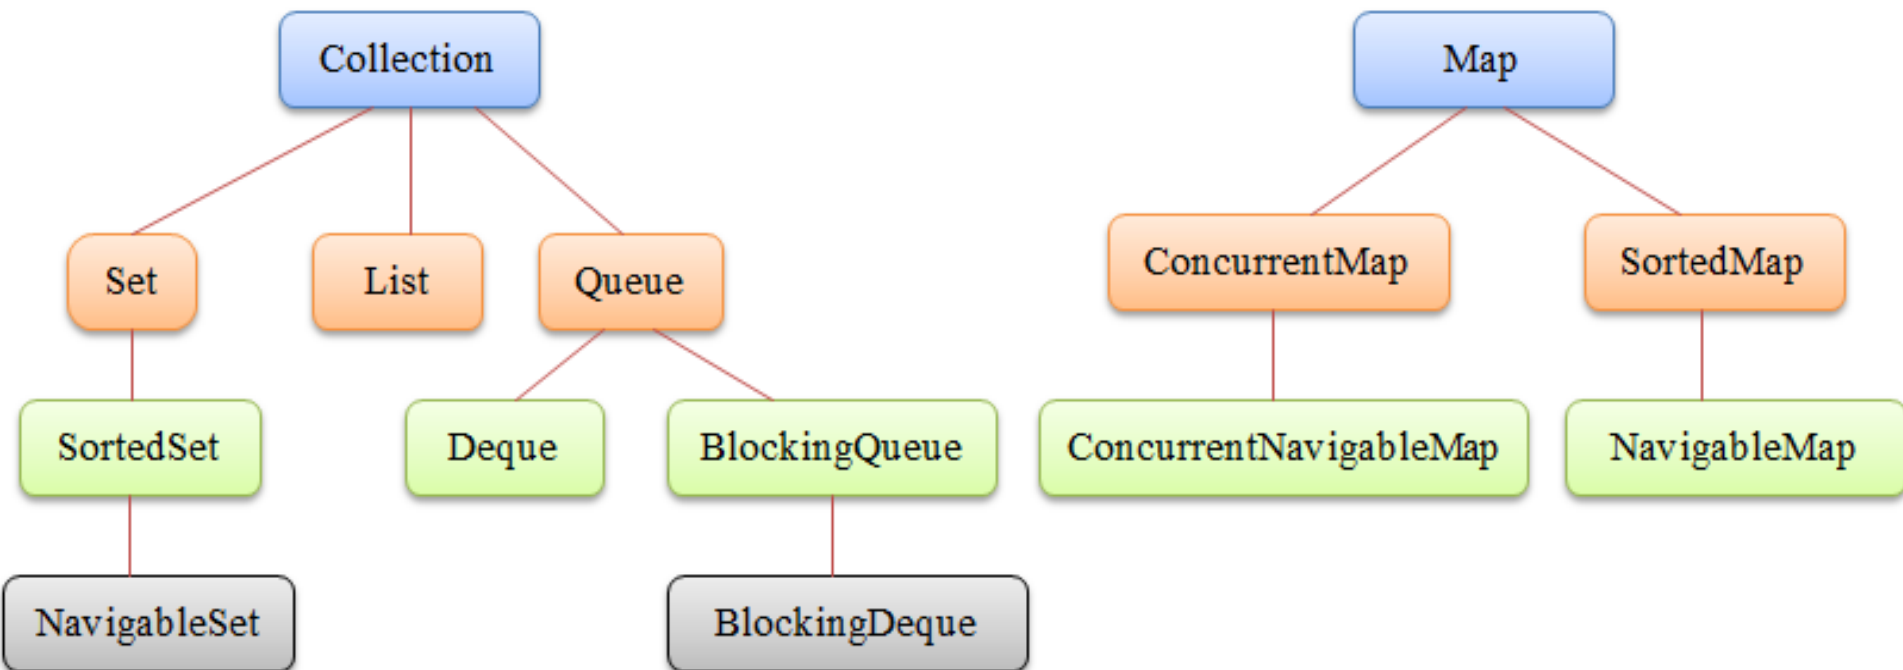 Collection
Map
Set
List
Queue
ConcurrentMap
SortedMap
SortedSet
Deque
BlockingQueue
ConcurrentNavigableMap
NavigableMap
NavigableSet
BlockingDeque